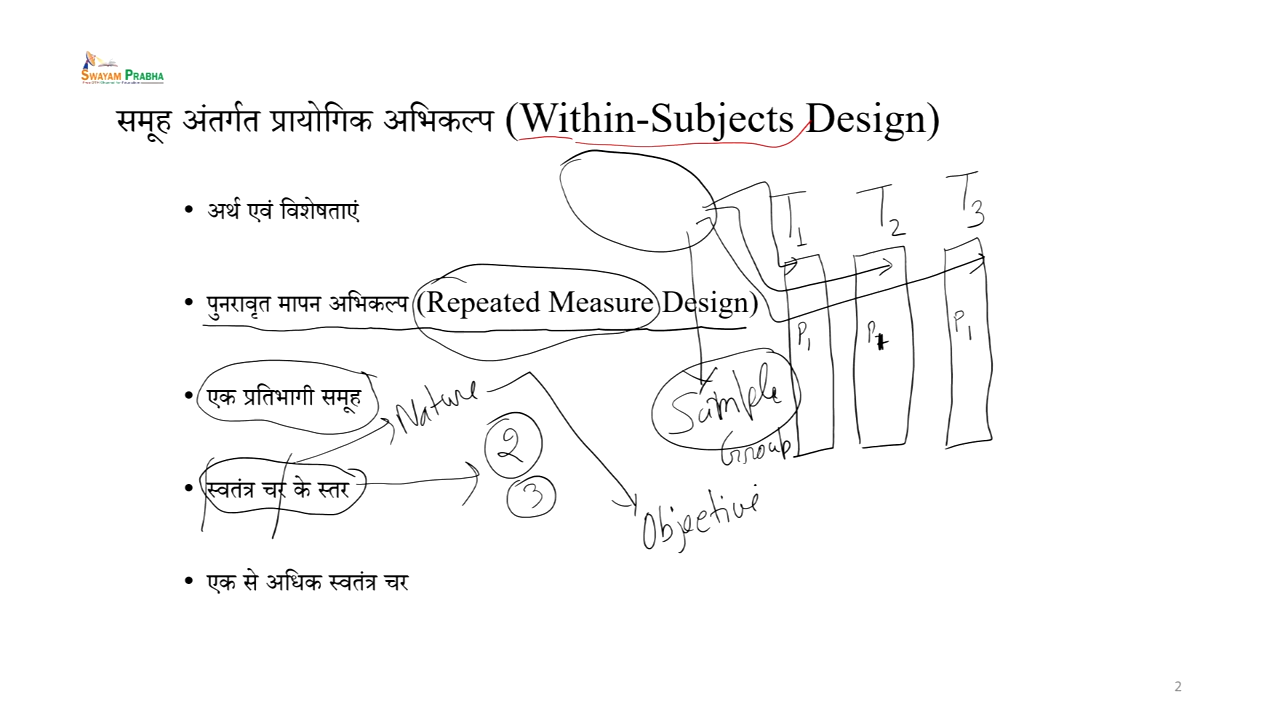 SWAYAM PRABHA
समूह अंतर्गत प्रायोगिक अभिकल्प (Within-Subjects Design)
• अर्थ एवं विशेषताएं
T1 T2 T3
• पुनरावृत मापन अभिकल्प (Repeated Measure Design)
P1 P1 P1
• एक प्रतिभागी समूह
Nature
Sample
Group
2
• स्वतंत्र चर के स्तर
3
Objective
• एक से अधिक स्वतंत्र चर
2